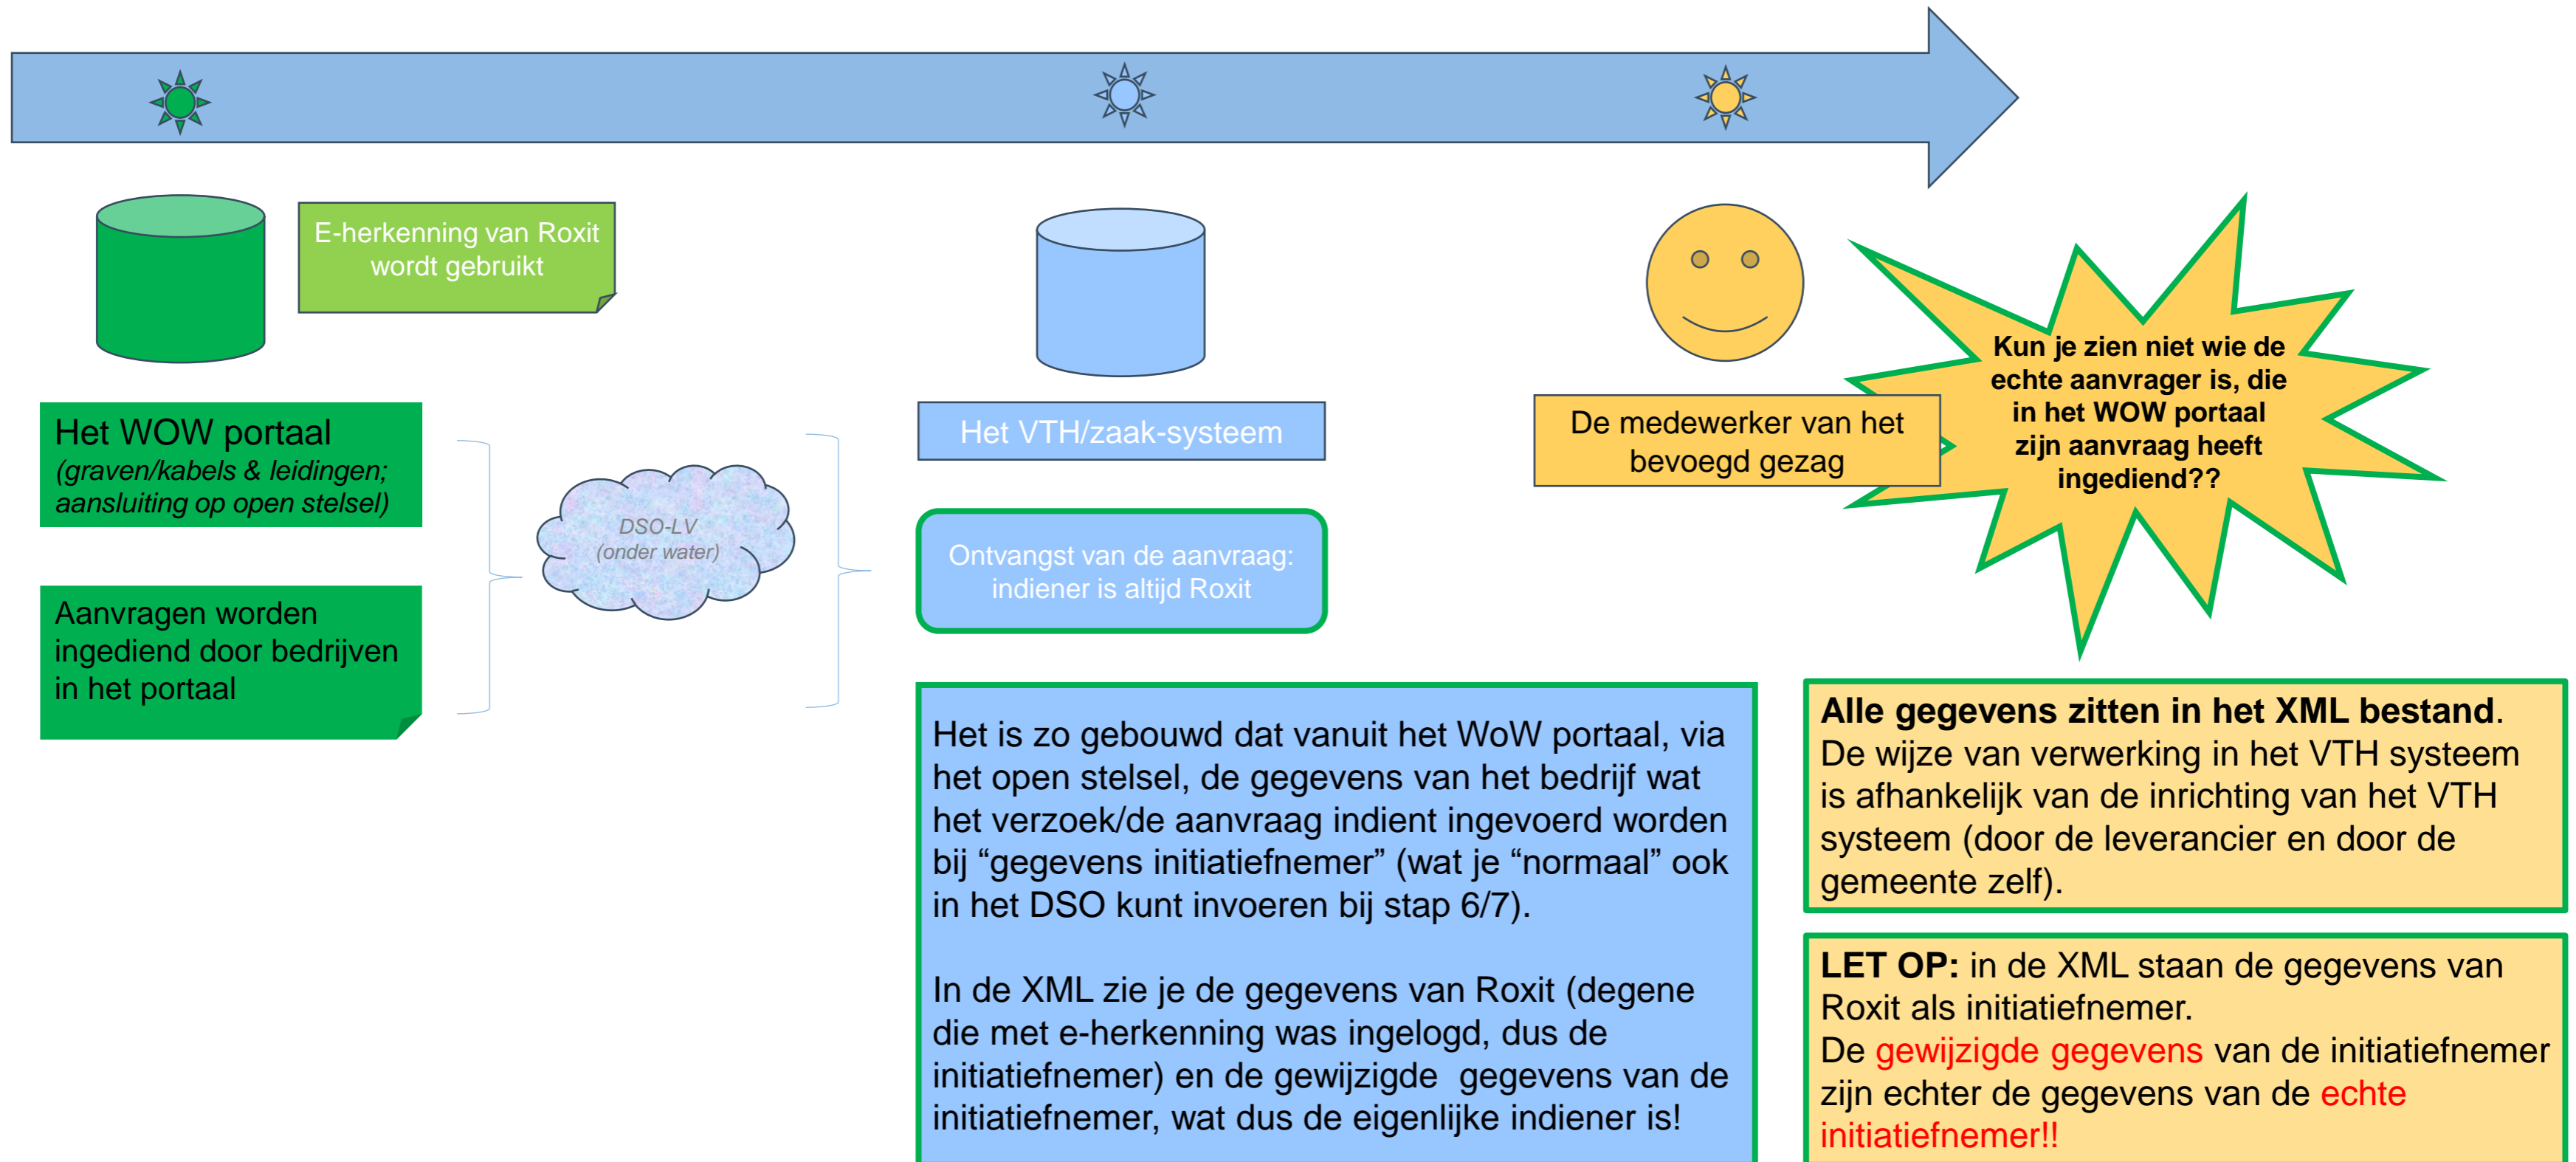 E-herkenning van Roxit
wordt gebruikt
Het WOW portaal
(graven/kabels & leidingen;
aansluiting op open stelsel)
Aanvragen worden
ingediend door bedrijven
in het portaal
DSO-LV
(onder water)
Het VTH/zaak-systeem
Ontvangst van de aanvraag:
indiener is altijd Roxit
Het is zo gebouwd dat vanuit het WoW portaal, via
het open stelsel, de gegevens van het bedrijf wat
het verzoek/de aanvraag indient ingevoerd worden
bij “gegevens initiatiefnemer” (wat je “normaal” ook
in het DSO kunt invoeren bij stap 6/7).
In de XML zie je de gegevens van Roxit (degene
die met e-herkenning was ingelogd, dus de
initiatiefnemer) en de gewijzigde  gegevens van de
initiatiefnemer, wat dus de eigenlijke indiener is!
De medewerker van het
bevoegd gezag
Kun je zien niet wie de
echte aanvrager is, die
in het WOW portaal
zijn aanvraag heeft
ingediend??
Alle gegevens zitten in het XML bestand.
De wijze van verwerking in het VTH systeem
is afhankelijk van de inrichting van het VTH
systeem (door de leverancier en door de
gemeente zelf).
LET OP: in de XML staan de gegevens van
Roxit als initiatiefnemer.
De gewijzigde gegevens van de initiatiefnemer
zijn echter de gegevens van de echte
initiatiefnemer!!